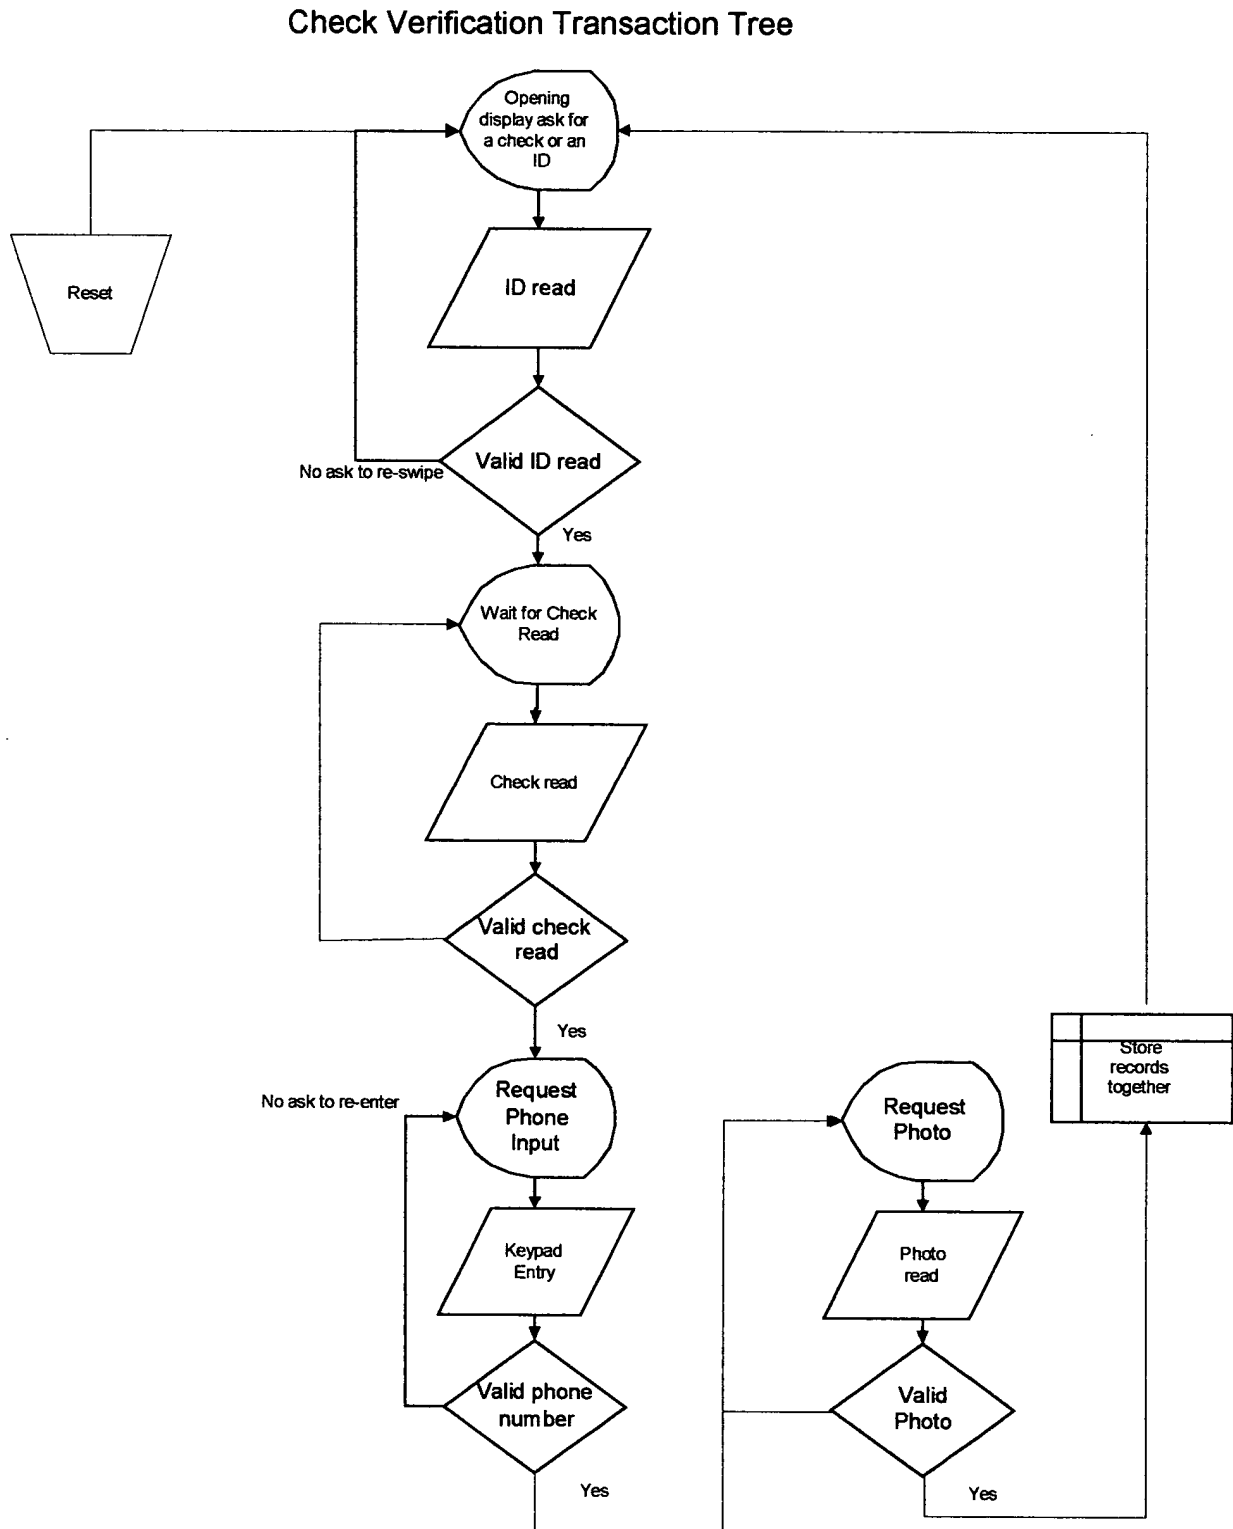 Check Verification Transaction Tree
Opening
display ask for
a check or an
ID
Reset
ID read
Valid ID read
No ask to re-swipe
Yes
Wait for Check
Read
Check read
Valid check
read
Yes
Request
Phone
Input
No ask to re-enter
Keypad
Entry
Valid phone
number
Yes
Request
Photo
Photo
read
Valid
Photo
Yes
Store
records
together